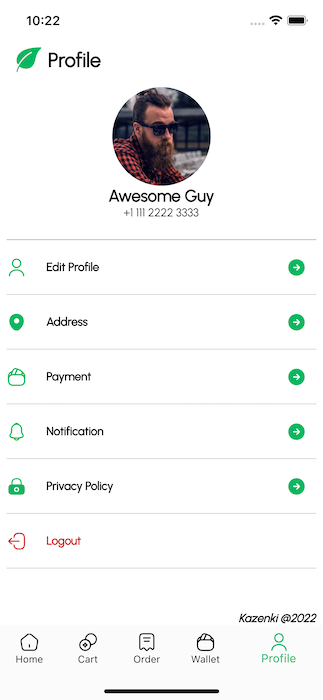 10:22
Profile
Awesome Guy
+1 111 2222 3333
Edit Profile
Address
Payment
Notification
Privacy Policy
Logout
Kazenki @2022
Home Cart Order Wallet Profile